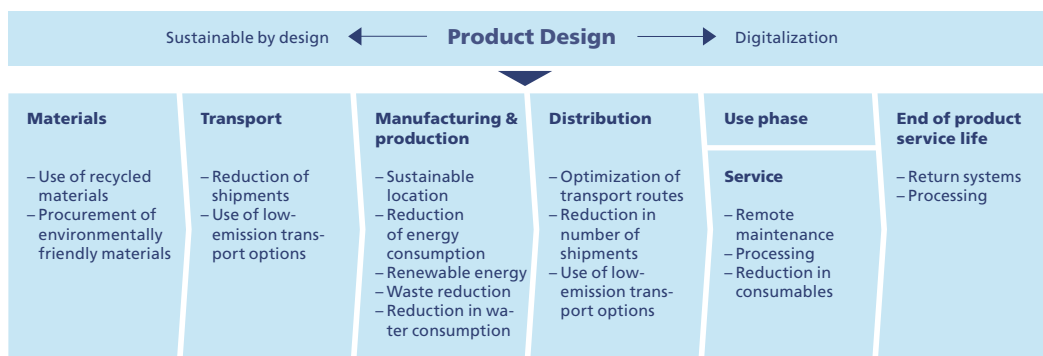 Sustainable by design Product Design Digitalization
Materials
– Use of recycled
materials
– Procurement of
environmentally
friendly materials
Transport
– Reduction of
shipments
– Use of low-
emission trans-
port options
Manufacturing &
production
– Sustainable
location
– Reduction
of energy
consumption
– Renewable energy
– Waste reduction
– Reduction in wa-
ter consumption
Distribution
– Optimization of
transport routes
– Reduction in
number of
shipments
– Use of low-
emission trans-
port options
Use phase
Service
– Remote
maintenance
– Processing
– Reduction in
consumables
End of product
service life
– Return systems
– Processing